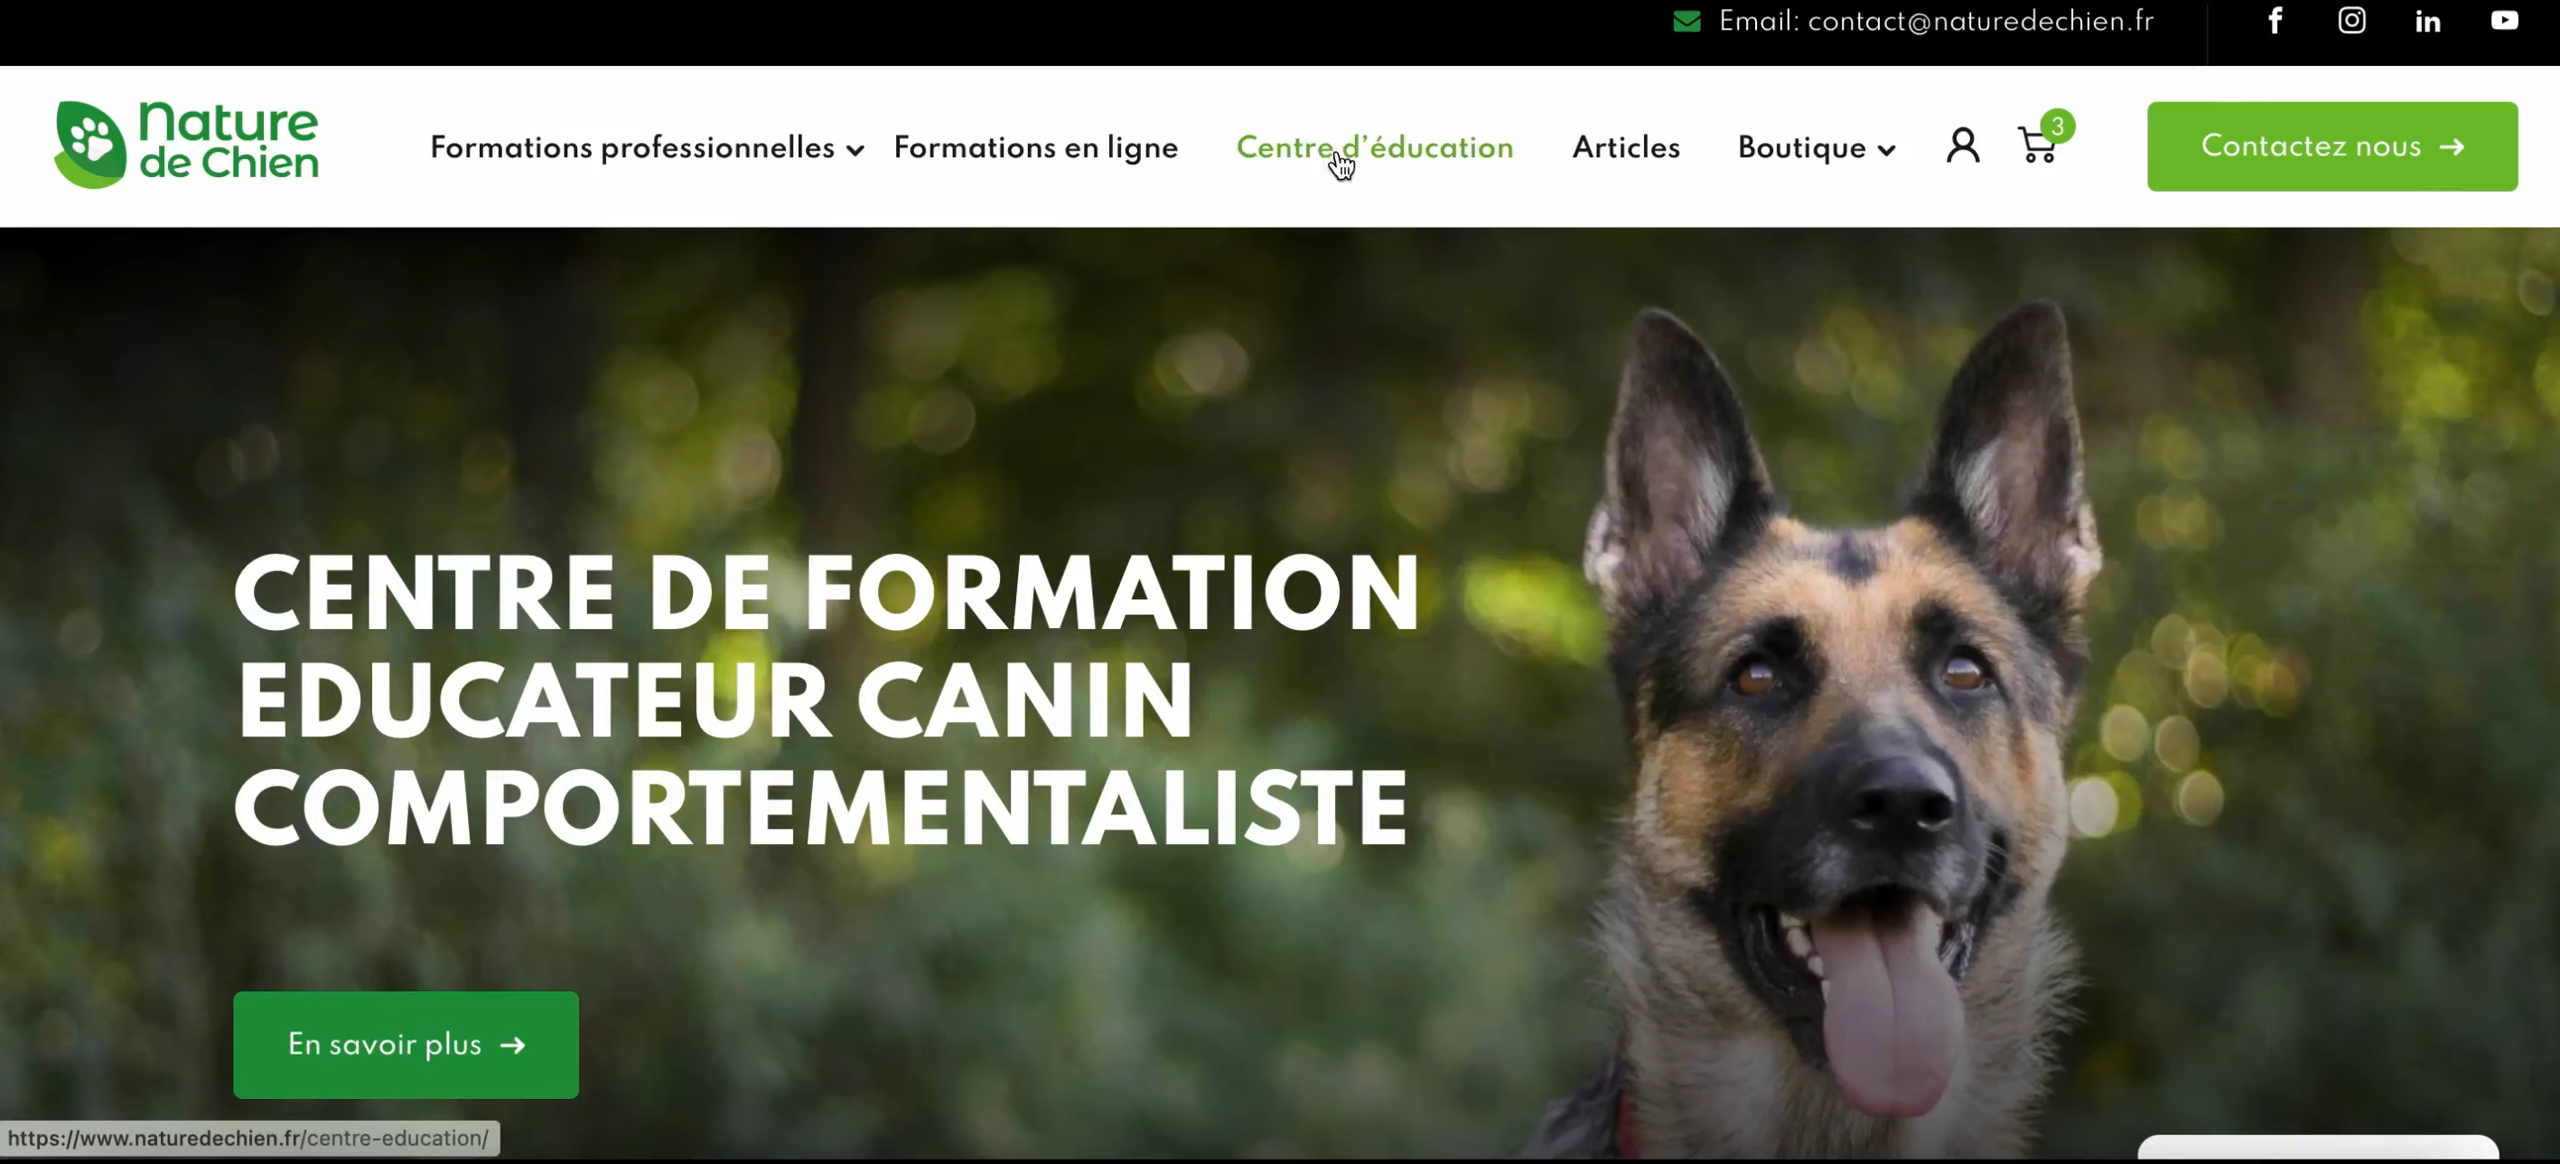 Email: contact@naturedechien.fr
Nature
de Chien
Formations professionnelles
Formations en ligne
Centre d'éducation
Articles
Boutique
3
Contactez nous →
CENTRE DE FORMATION
EDUCATEUR CANIN
COMPORTEMENTALISTE
En savoir plus →
https://www.naturedechien.fr/centre-education/